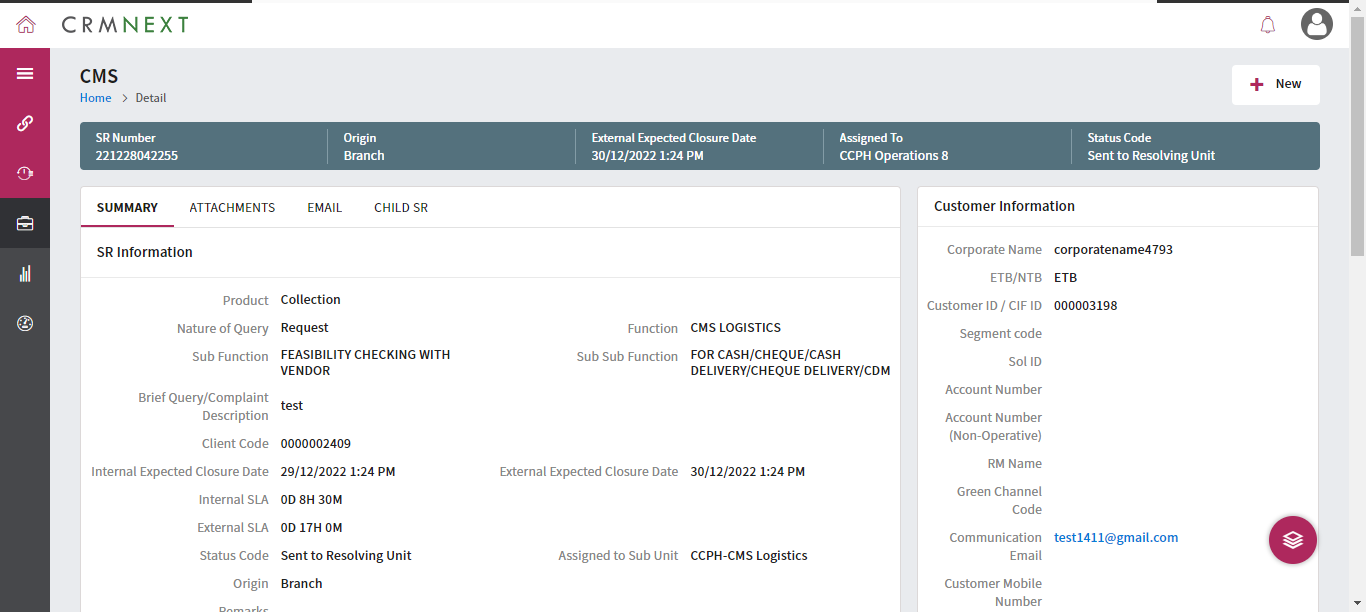 CRMNEXT
CMS
Home > Detail
New
SR Number
221228042255
Origin
Branch
External Expected Closure Date
30/12/2022 1:24 PM
Assigned To
CCPH Operations 8
Status Code
Sent to Resolving Unit
SUMMARY ATTACHMENTS EMAIL CHILD SR
SR Information
Product Collection
Nature of Query Request
Function CMS LOGISTICS
Sub Function FEASIBILITY CHECKING WITH
VENDOR
Sub Sub Function FOR CASH/CHEQUE/CASH
DELIVERY/CHEQUE DELIVERY/CDM
Brief Query/Complaint
Description
test
Client Code 0000002409
Internal Expected Closure Date 29/12/2022 1:24 PM
External Expected Closure Date 30/12/2022 1:24 PM
Internal SLA 0D 8H 30M
External SLA 0D 17H 0M
Status Code Sent to Resolving Unit
Assigned to Sub Unit CCPH-CMS Logistics
Origin Branch
Remarks
Customer Information
Corporate Name corporatename4793
ETB/NTB ETB
Customer ID / CIF ID 000003198
Segment code
Sol ID
Account Number
Account Number
(Non-Operative)
RM Name
Green Channel
Code
Communication
Email
test1411@gmail.com
Customer Mobile
Number